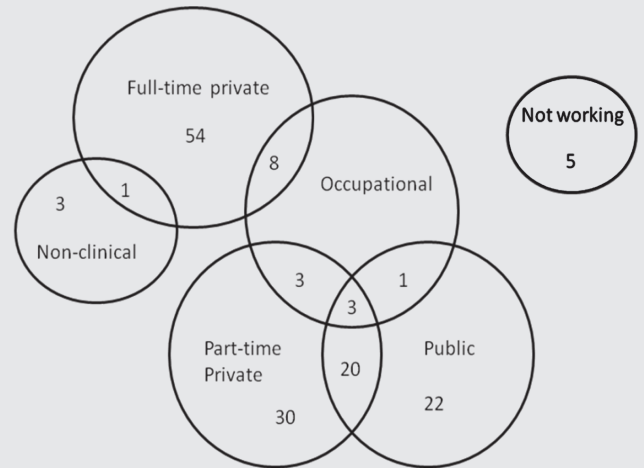 Full-time private
54
Not working
5
8
Occupational
3
1
Non-clinical
3
1
3
Part-time
Private
20
Public
30
22